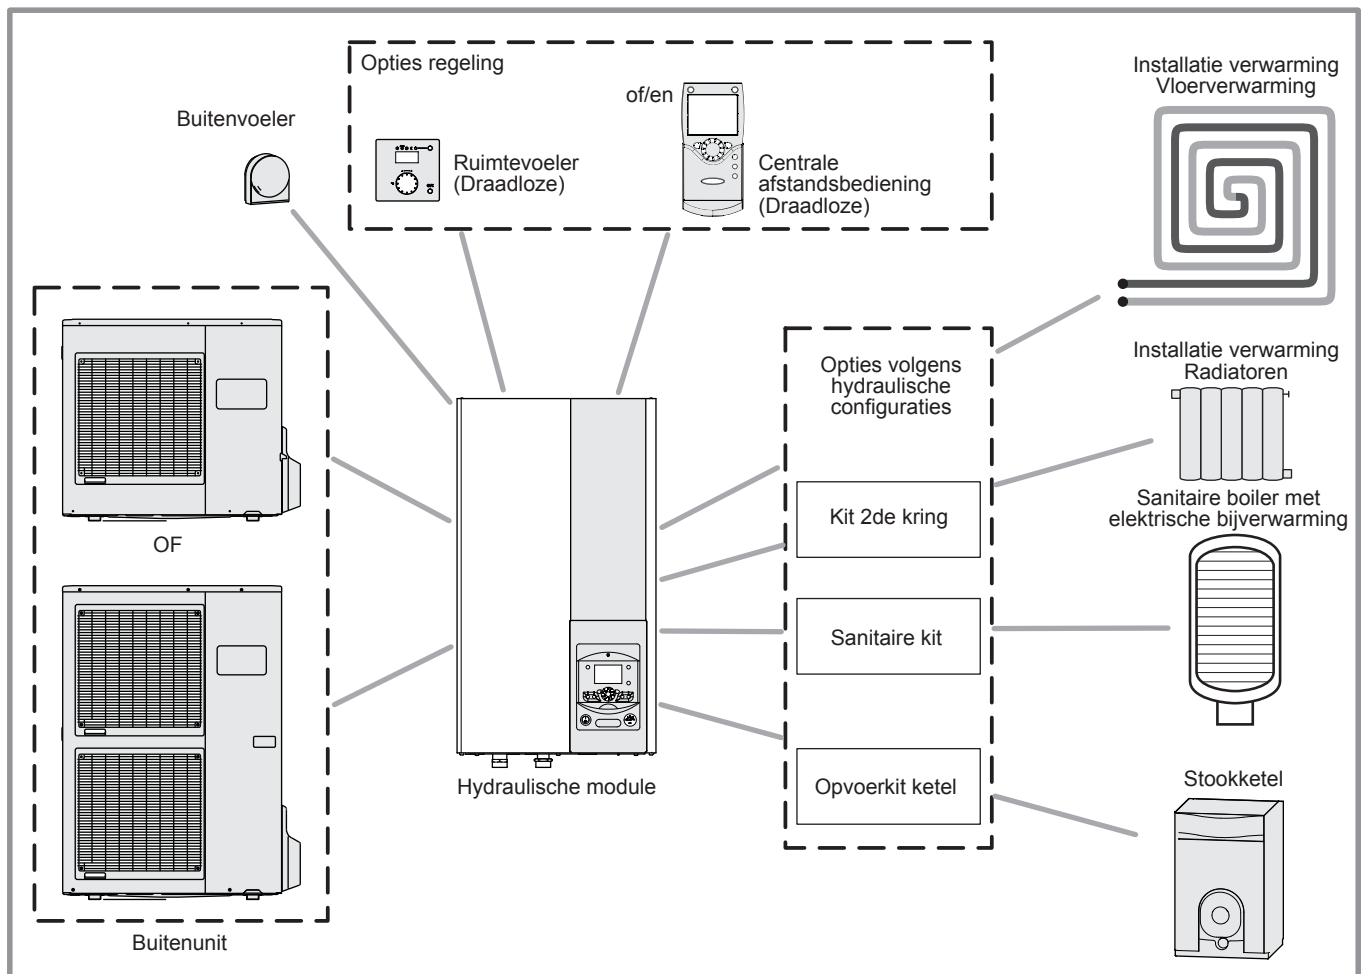 Opties regeling
of/en
Buitenvoeler
Ruimtevoeler
(Draadloze)
Centrale
afstandsbediening
(Draadloze)
Installatie verwarming
Vloerverwarming
Opties volgens
hydraulische
configuraties
Installatie verwarming
Radiatoren
Kit 2de kring
Sanitaire boiler met
elektrische bijverwarming
OF
Sanitaire kit
Opvoerkit ketel
Hydraulische module
Stookketel
Buitenunit